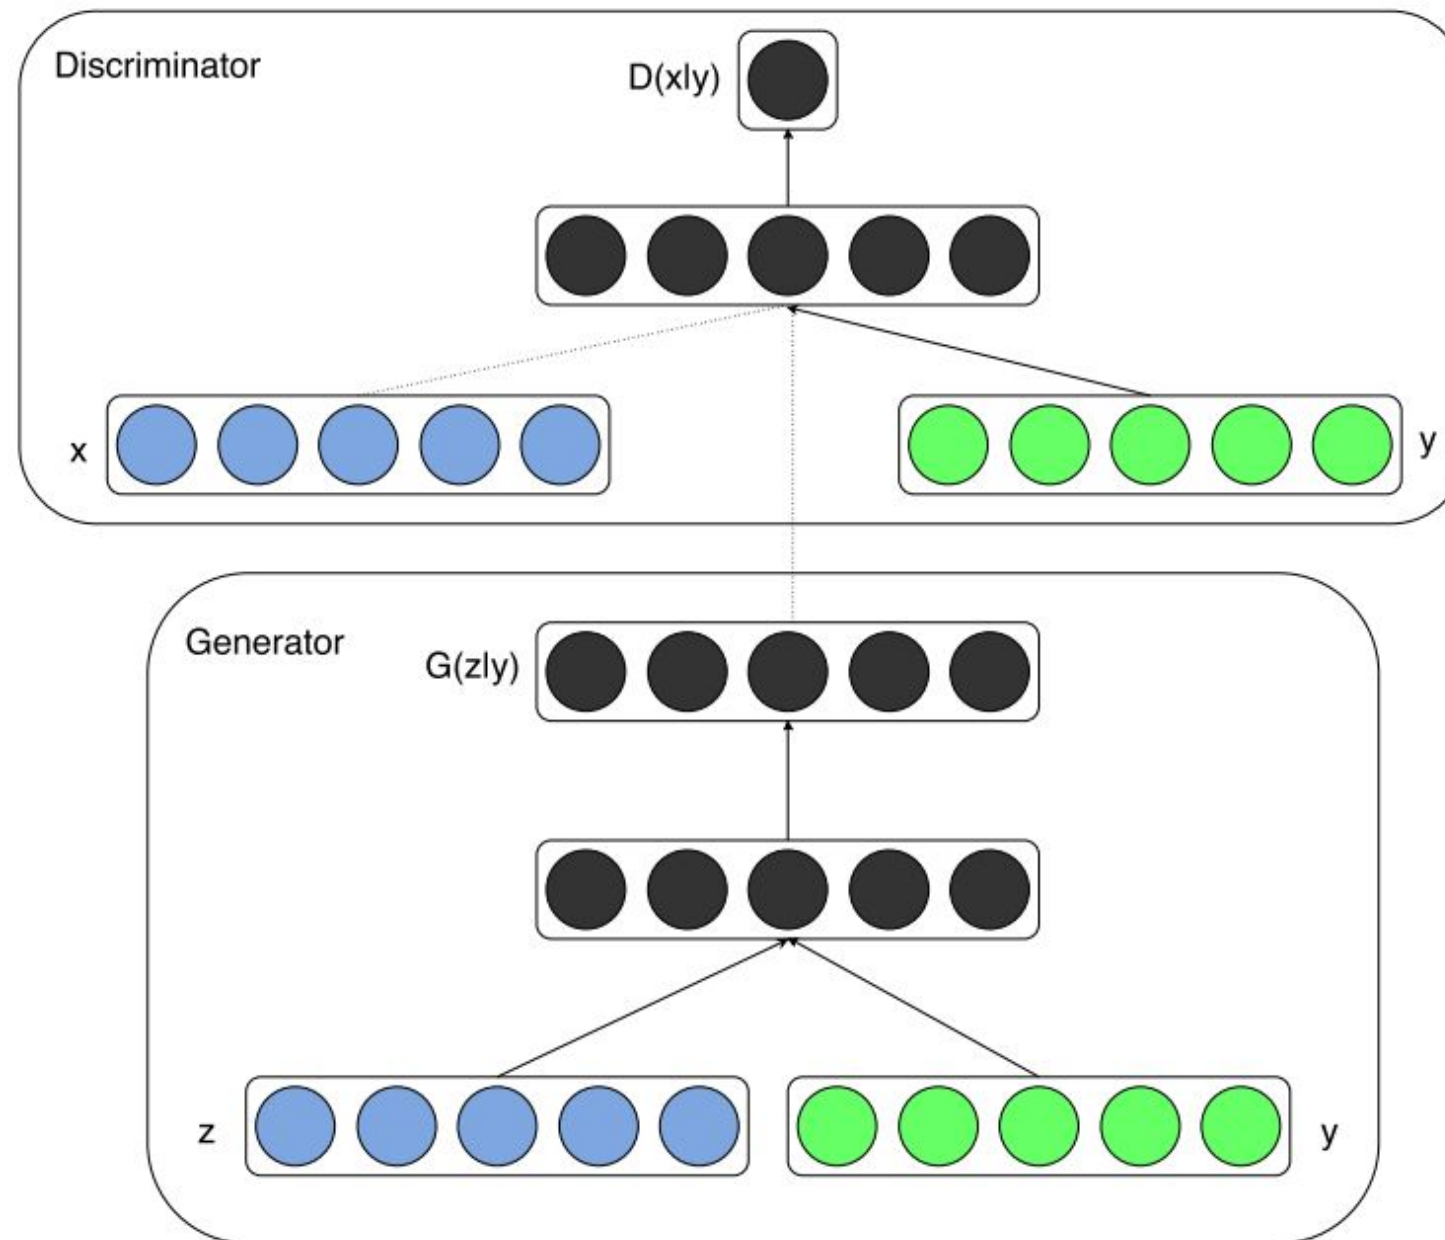 Discriminator
D(x|y)
x
y
Generator
G(z|y)
z
y